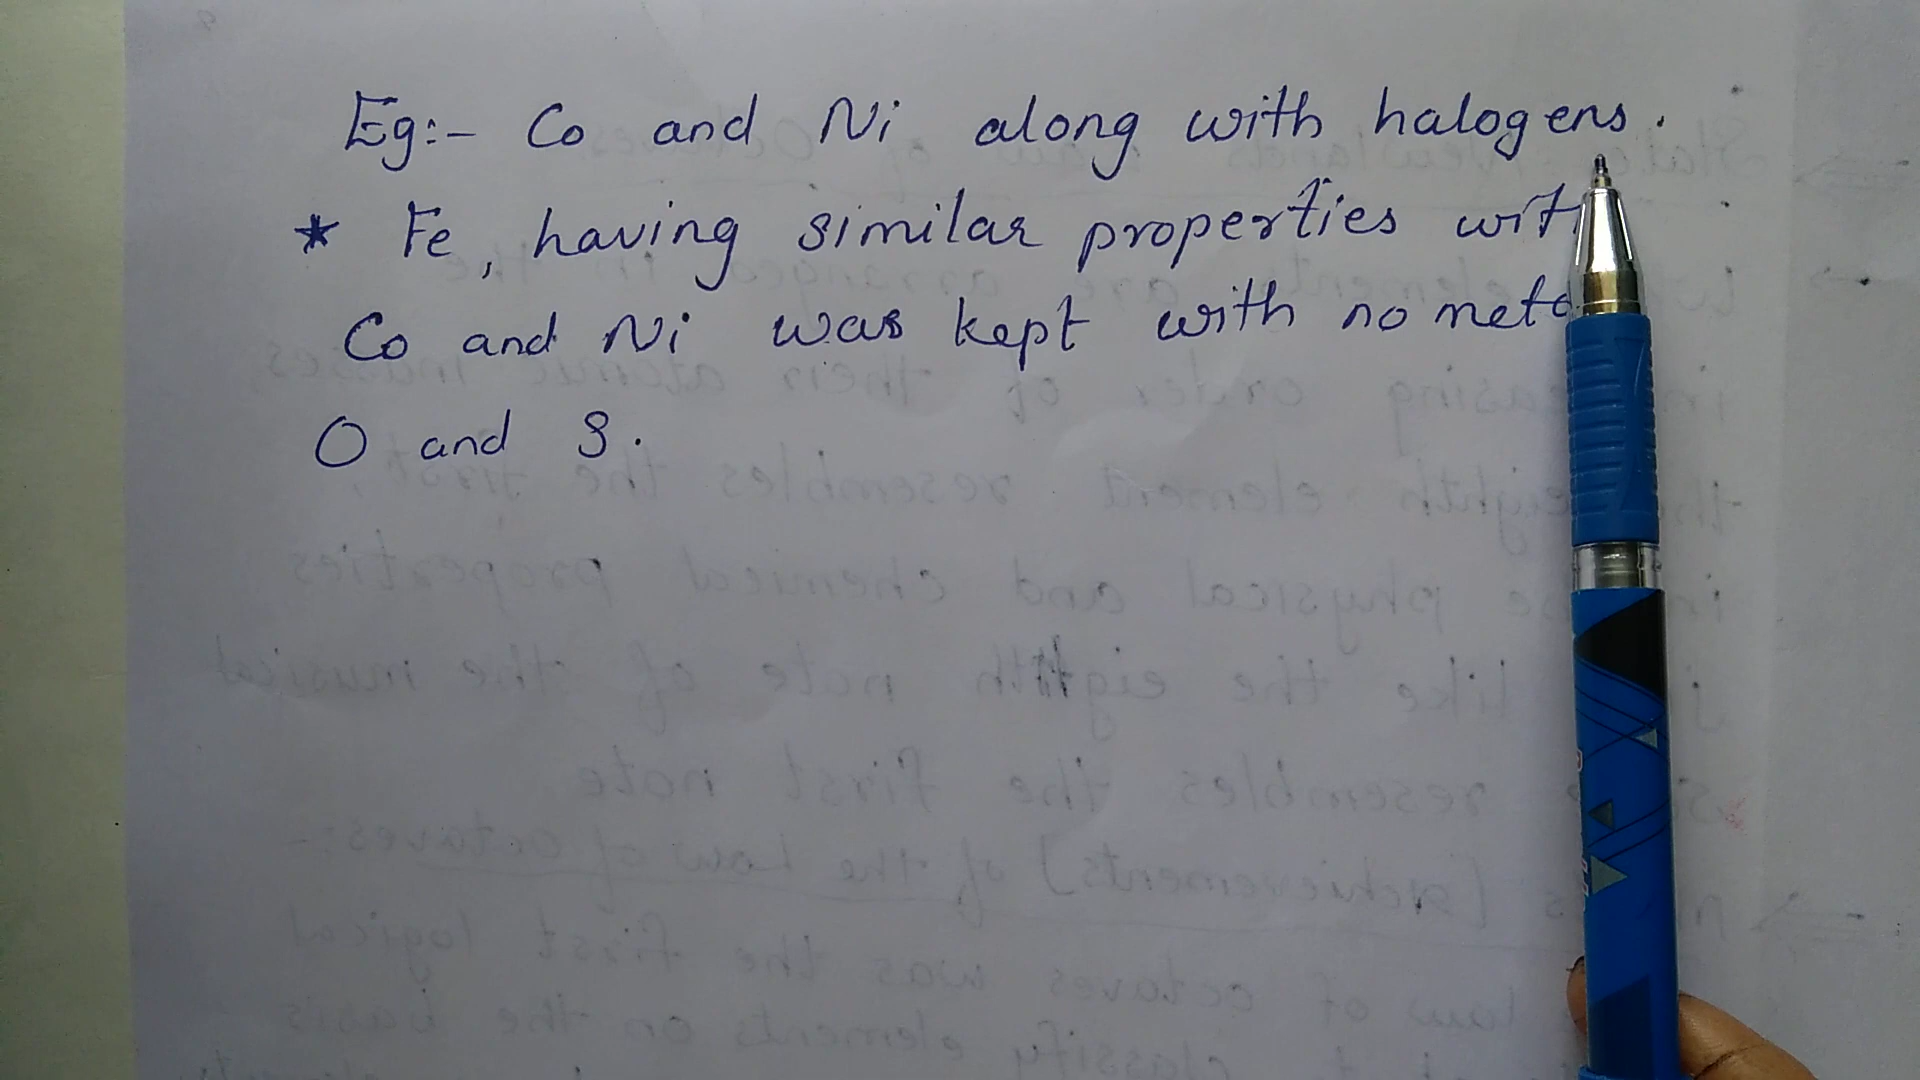 Eg:- Co and Ni along with halogens.
* Fe, having similar properties
Co and Ni was kept with no
O and S.